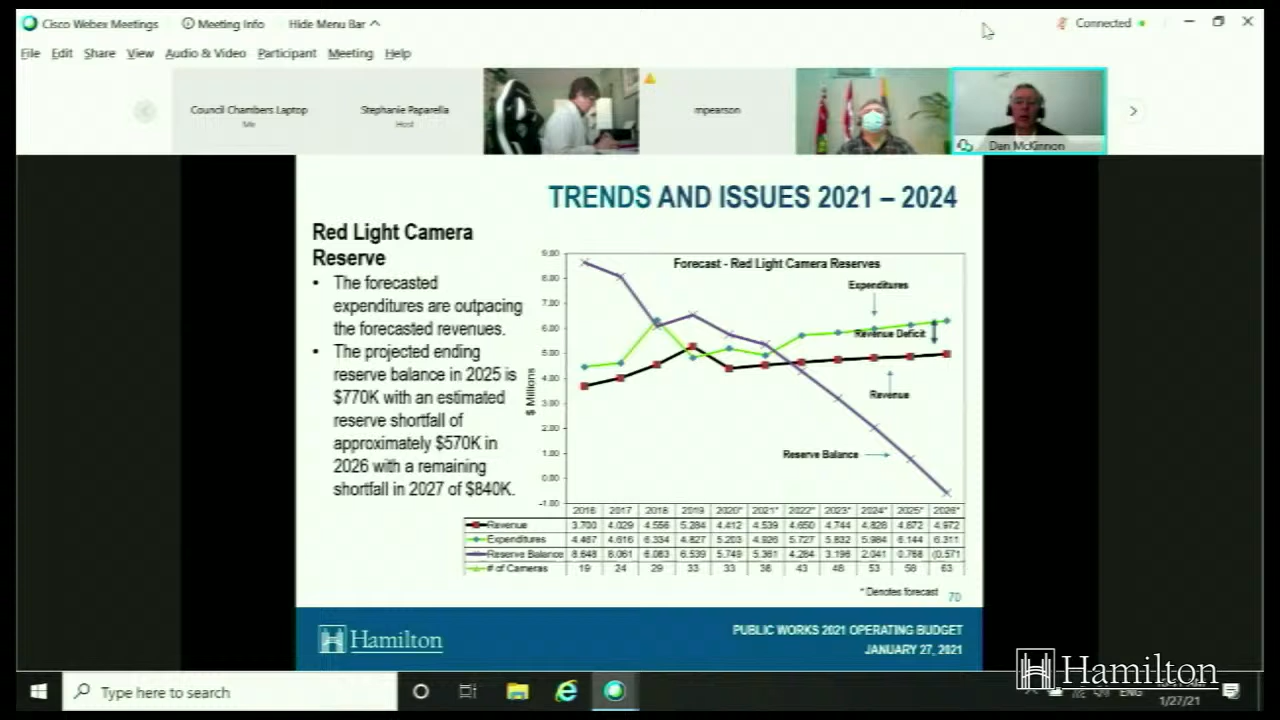 Cisco Webex Meetings
Meeting Info
Hide Menu Bar
Connected
File Edit Share View Audio & Video Participant Meeting Help
Council Chambers Laptop
Me
Stephanie Paparella
Host
mpearson
Dan McKinnon
TRENDS AND ISSUES 2021 – 2024
Red Light Camera
Reserve
• The forecasted
expenditures are outpacing
the forecasted revenues.
• The projected ending
reserve balance in 2025 is
$770K with an estimated
reserve shortfall of
approximately $570K in
2026 with a remaining
shortfall in 2027 of $840K.
Forecast - Red Light Camera Reserves
Expenditures
Revenue Deficit
Revenue
Reserve Balance
$ Millions
9.00
8.00
7.00
6.00
5.00
4.00
3.00
2.00
1.00
0.00
-1.00
2016 2017 2018 2019 2020* 2021* 2022* 2023* 2024* 2025* 2026*
Revenue 3.700 4.029 4.556 5.284 4.412 4.539 4.650 4.744 4.826 4.972
Expenditures 4.467 4.616 6.334 4.827 5.203 4.926 5.727 5.832 5.984 6.144 6.311
Reserve Balance 8.648 6.083 6.539 5.749 5.361 4.284 3.196 2.041 0.768 (0.571
# of Cameras 19 24 29 33 33 38 43 48 53 58 63
* Denotes forecast
70
Hamilton
PUBLIC WORKS 2021 OPERATING BUDGET
JANUARY 27, 2021
Hamilton
Type here to search
ENG
1/27/21